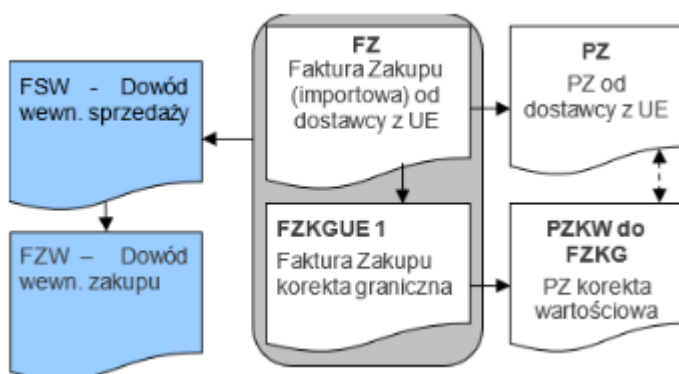 FSW - Dowód
wewn. sprzedaży
FZW – Dowód
wewn. zakupu
FZ
Faktura Zakupu
(importowa) od
dostawcy z UE
FZKGUE 1
Faktura Zakupu
korekta graniczna
PZ
PZ od
dostawcy z UE
PZKW do
FZKG
PZ korekta
wartościowa